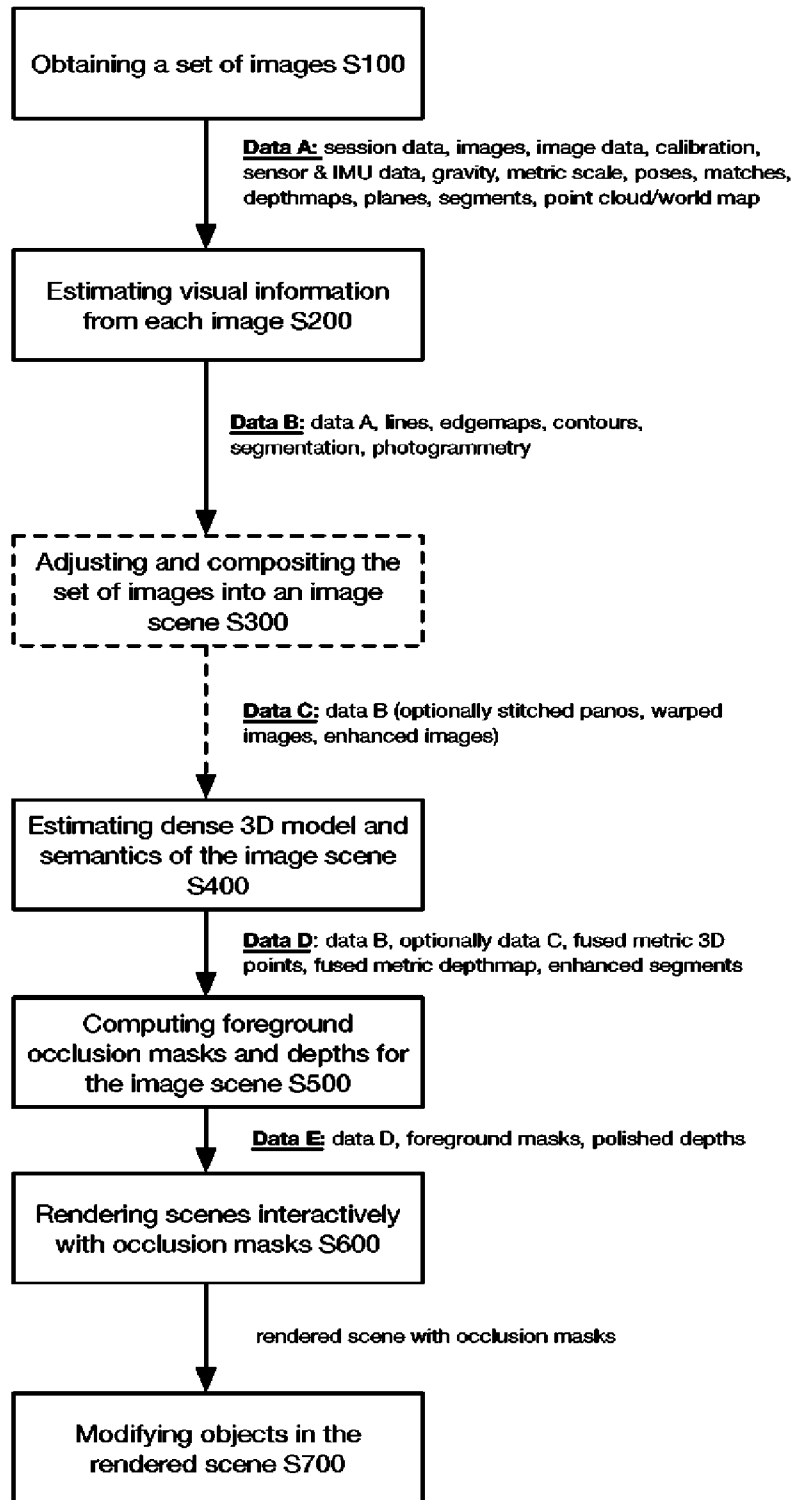 Obtaining a set of images S100
Data A: session data, images, image data, calibration,
sensor & IMU data, gravity, metric scale, poses, matches,
depthmaps, planes, segments, point cloud/world map
Estimating visual information
from each image S200
Data B: data A, lines, edgemaps, contours,
segmentation, photogrammetry
Adjusting and compositing the
set of images into an image
scene S300
Data C: data B (optionally stitched panos, warped
images, enhanced images)
Estimating dense 3D model and
semantics of the image scene
S400
Data D: data B, optionally data C, fused metric 3D
points, fused metric depthmap, enhanced segments
Computing foreground
occlusion masks and depths for
the image scene S500
Data E: data D, foreground masks, polished depths
Rendering scenes interactively
with occlusion masks S600
rendered scene with occlusion masks
Modifying objects in the
rendered scene S700